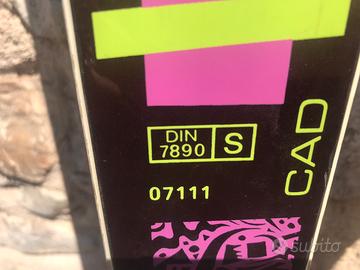 DIN
7890 S
07111
CAD
subito